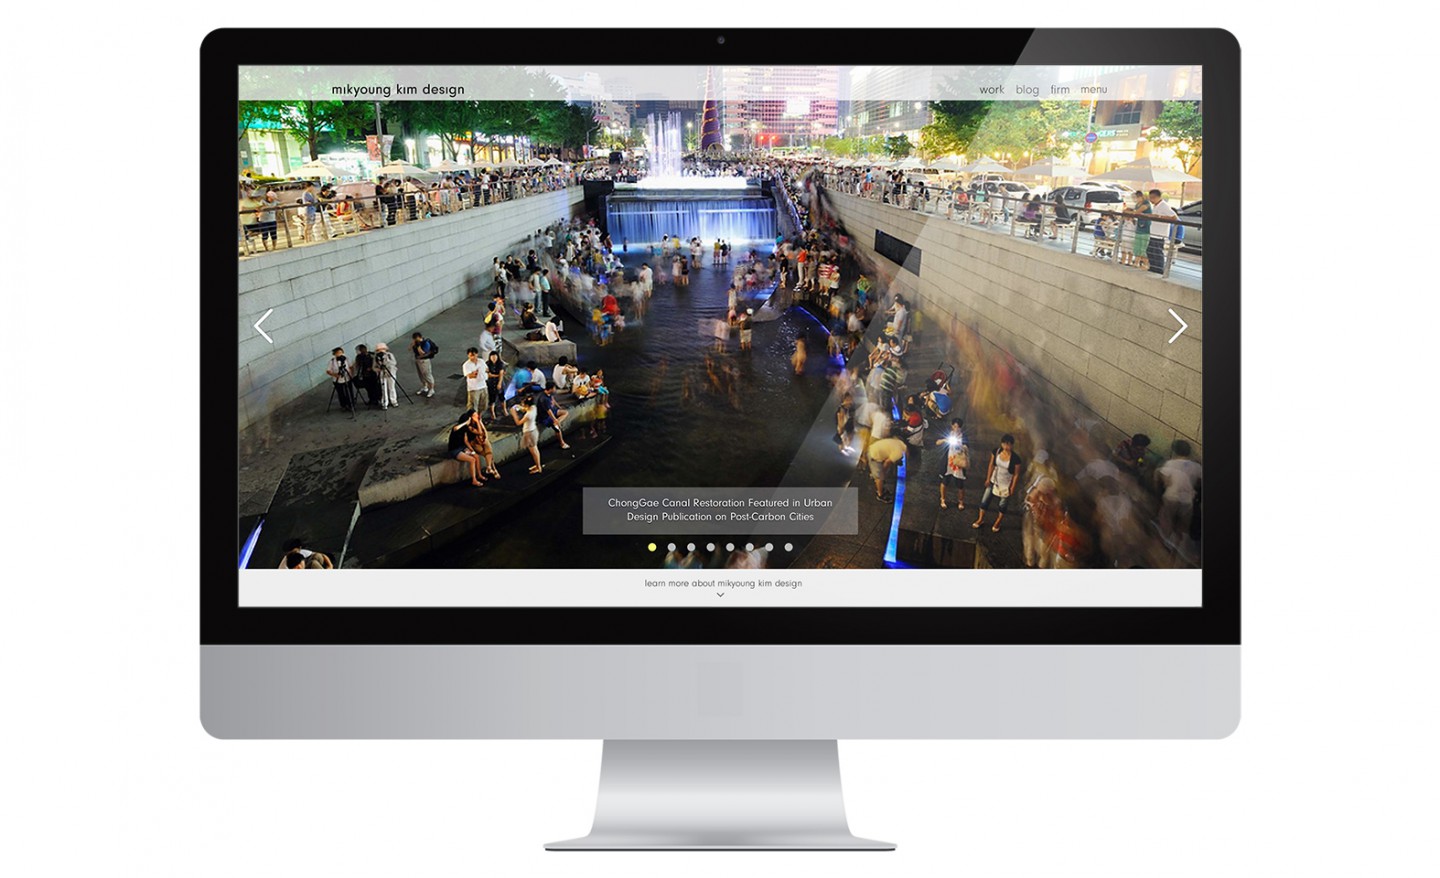 mikyoung kim design
work blog firm menu
ChongGae Canal Restoration Featured in Urban
Design Publication on Post-Carbon Cities
learn more about mikyoung kim design